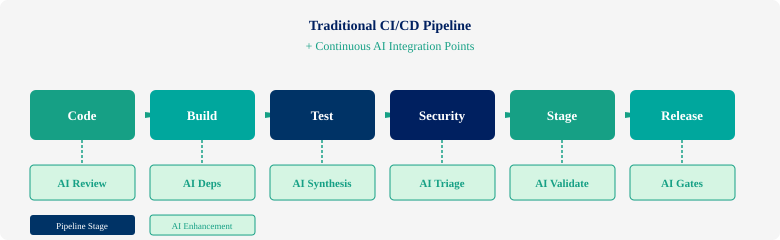 Traditional CI/CD Pipeline
+ Continuous AI Integration Points
Code Build Test Security Stage Release
AI Review AI Deps AI Synthesis AI Triage AI Validate AI Gates
Pipeline Stage AI Enhancement